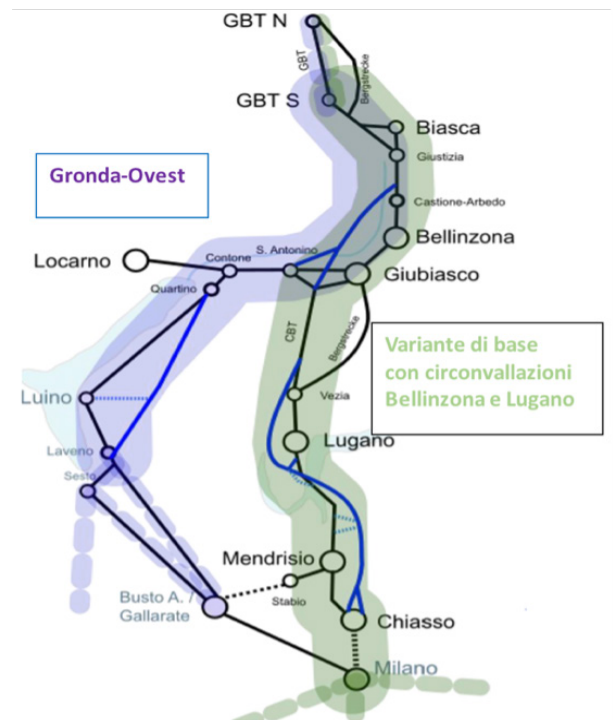 GBT N
GBT
Bergstrecke
GBT S
Biasca
Giustizia
Gronda-Ovest
Castione-Arbedo
Bellinzona
S. Antonino
Contone
Locarno
Giubiasco
Quartino
CBT
Bergstrecke
Variante di base
con circonvallazioni
Bellinzona e Lugano
Luino
Vezia
Lugano
Laveno
Sesto
Mendrisio
Stabio
Busto A. /
Gallarate
Chiasso
Milano